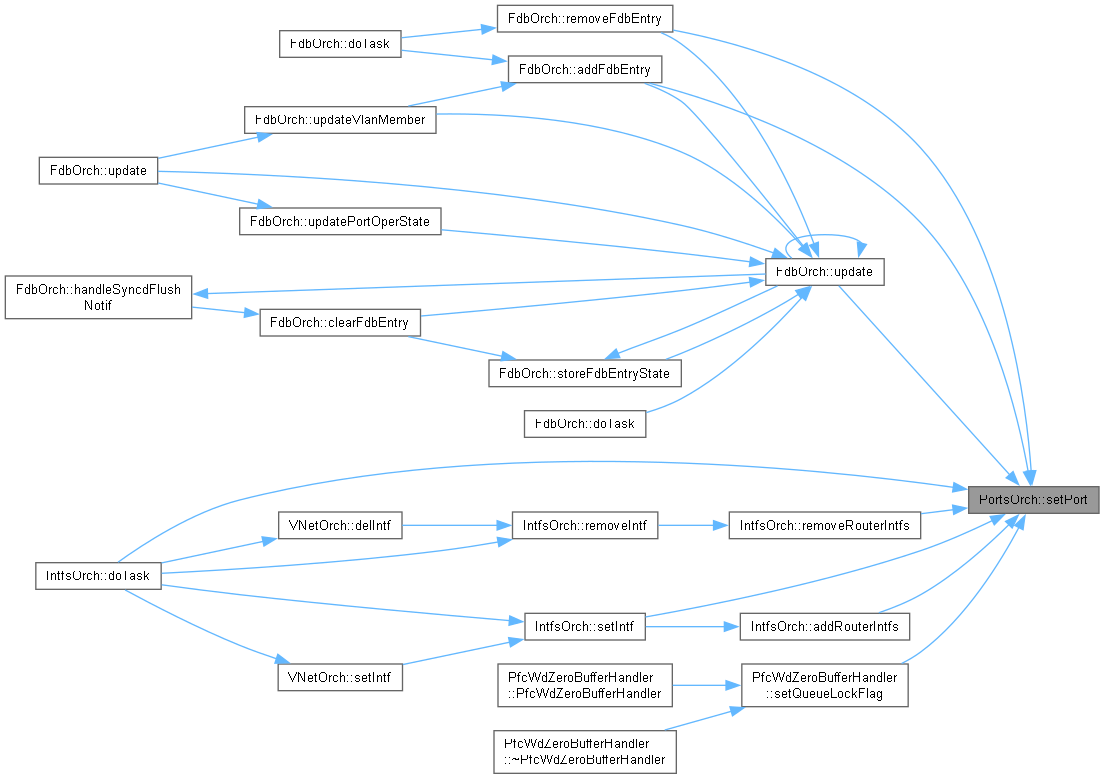 FdbOrch::removeFdbEntry
FdbOrch::doTask
FdbOrch::addFdbEntry
FdbOrch::updateVlanMember
FdbOrch::update
FdbOrch::updatePortOperState
FdbOrch::update
FdbOrch::handleSyncdFlush
Notif
FdbOrch::clearFdbEntry
FdbOrch::storeFdbEntryState
FdbOrch::doTask
PortsOrch::setPort
VNetOrch::delIntf
IntfsOrch::removeIntf
IntfsOrch::removeRouterIntfs
IntfsOrch::doTask
IntfsOrch::setIntf
IntfsOrch::addRouterIntfs
VNetOrch::setIntf
PfcWdZeroBufferHandler
::PfcWdZeroBufferHandler
PfcWdZeroBufferHandler
::setQueueLockFlag
PfcWdZeroBufferHandler
::~PfcWdZeroBufferHandler